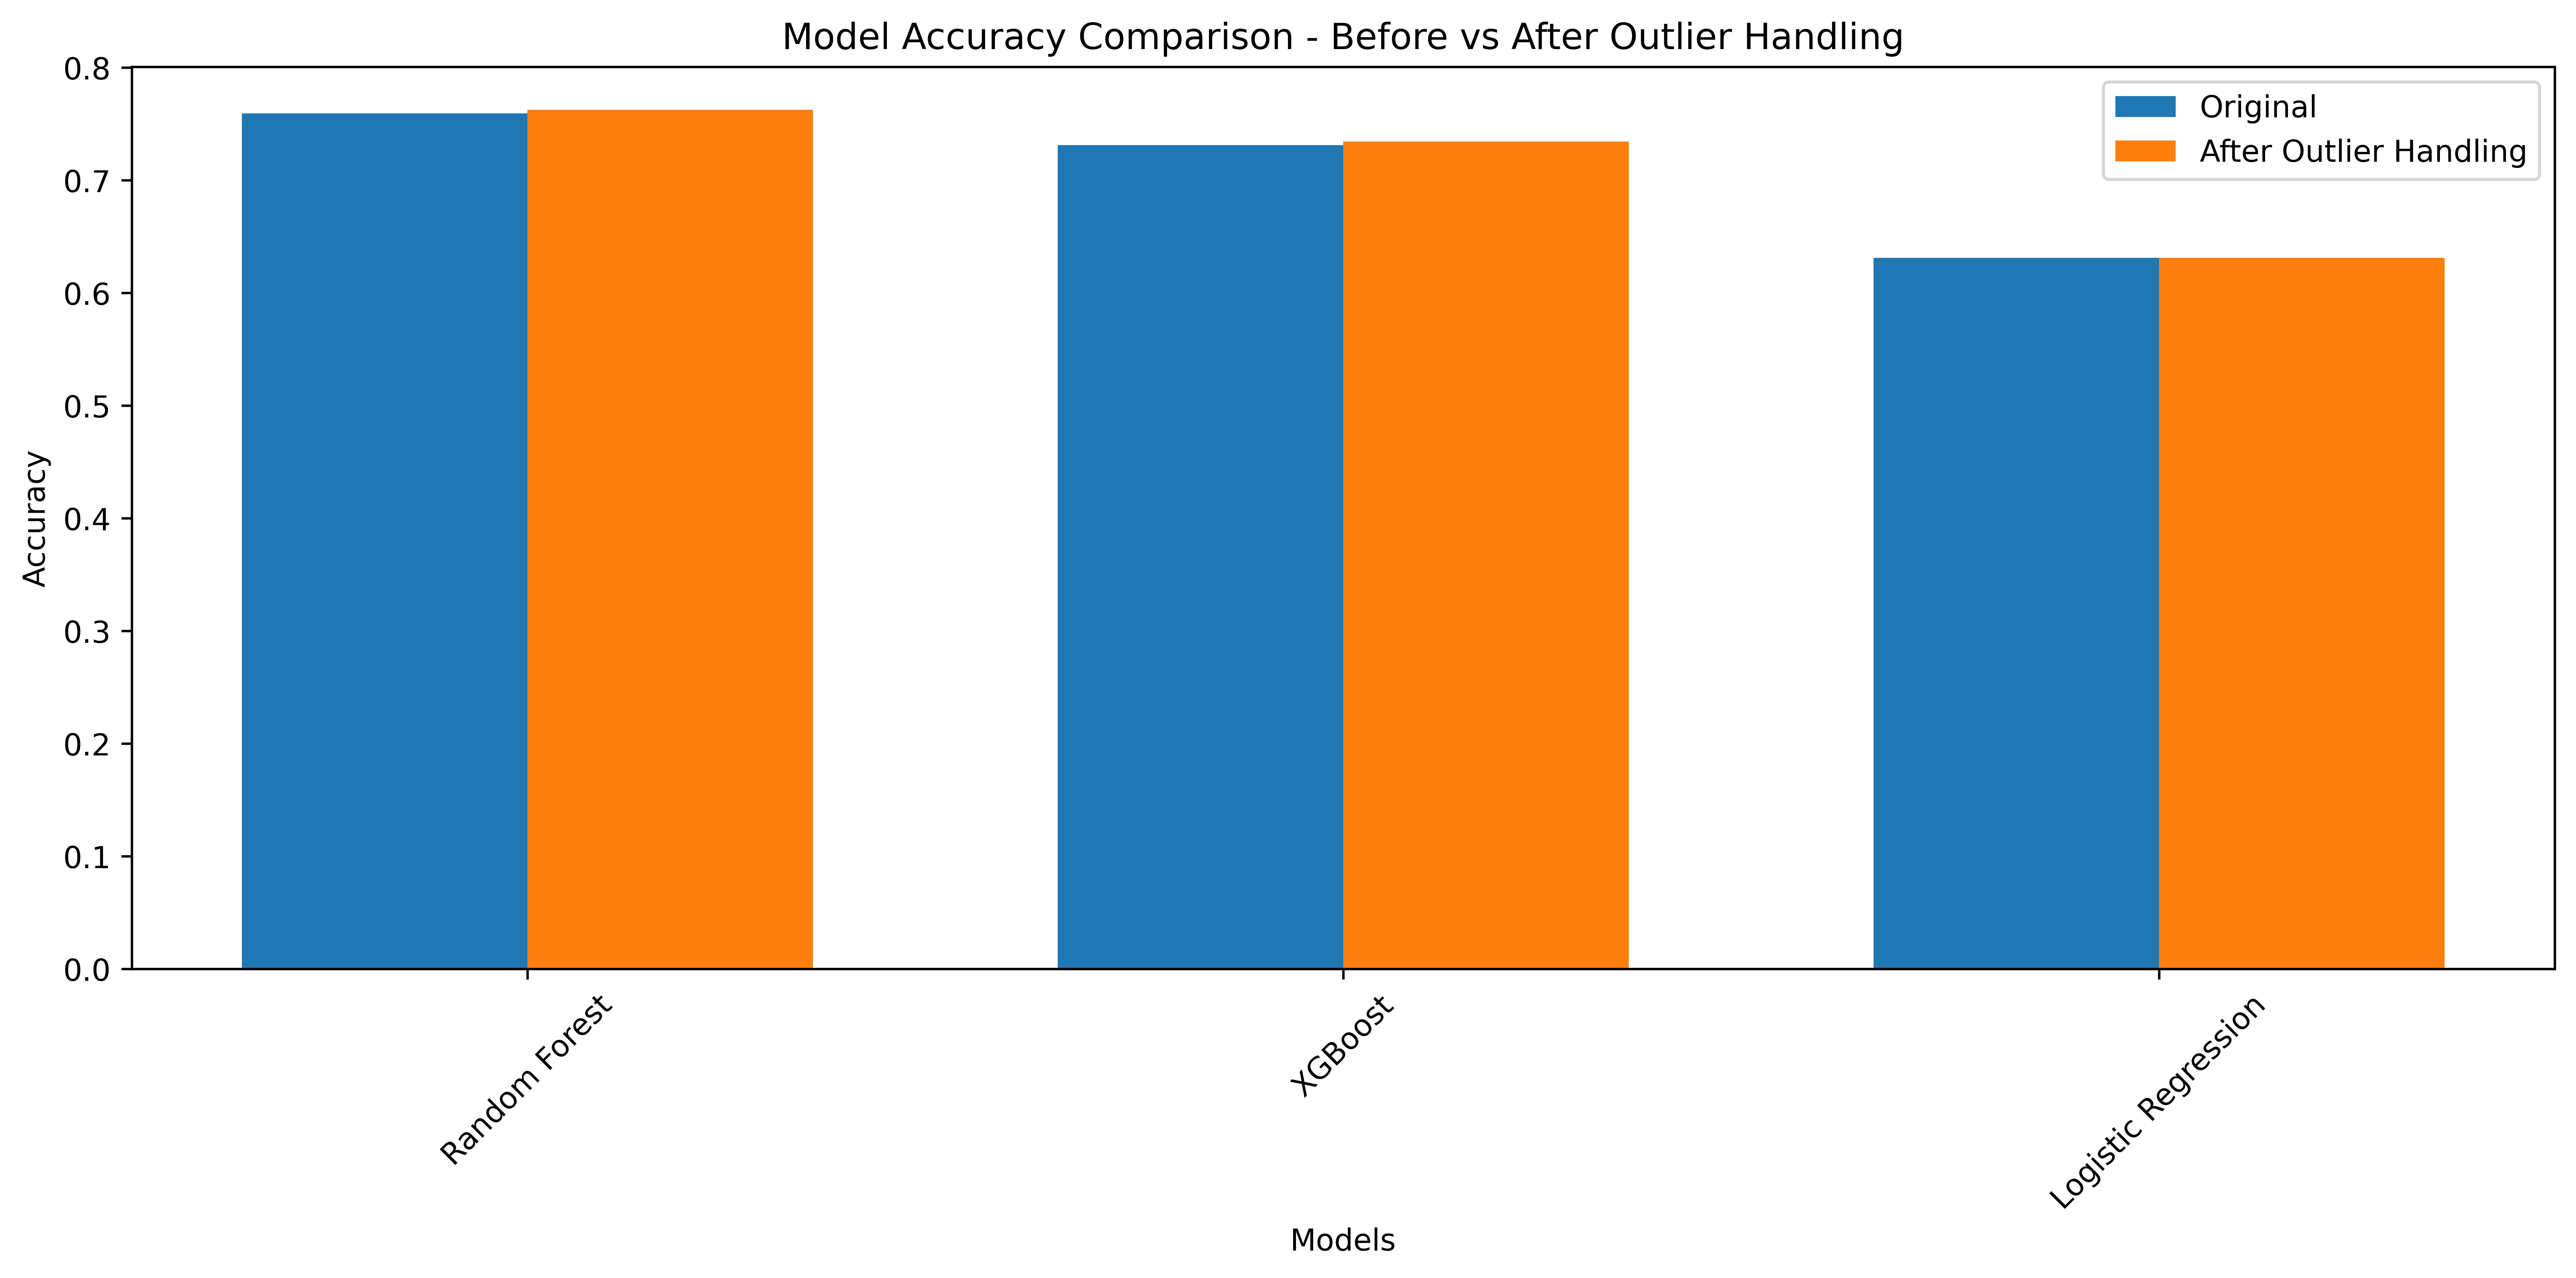 Model Accuracy Comparison - Before vs After Outlier Handling
Original
After Outlier Handling
Accuracy
0.8
0.7
0.6
0.5
0.4
0.3
0.2
0.1
0.0
Random Forest
XGBoost
Logistic Regression
Models